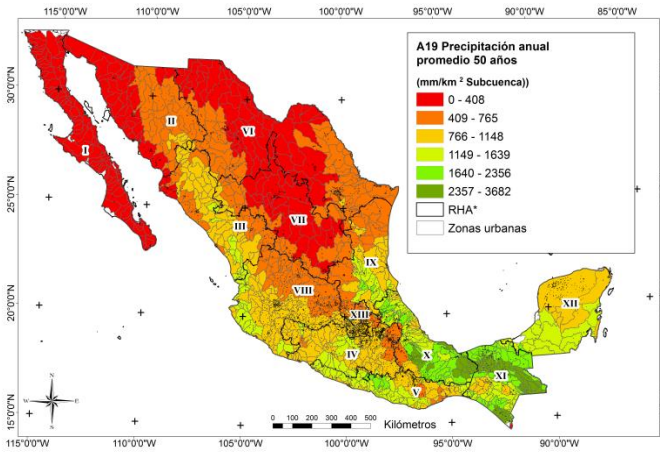 115°0'0"W 110°0'0"W 105°0'0"W 100°0'0"W 95°0'0"W 90°0'0"W 85°0'0"W
A19 Precipitación anual
promedio 50 años
(mm/km 2 Subcuenca))
0 - 408
409 - 765
766 - 1148
1149 - 1639
1640 - 2356
2357 - 3682
RHA*
Zonas urbanas
30°0'0"N
25°0'0"N
20°0'0"N
15°0'0"N
I
II
VI
VII
III
IX
VIII
XIII
XII
IV
X
XI
V
N
W E
S
0 100 200 300 400 500 Kilómetros
115°0'0"W 110°0'0"W 105°0'0"W 100°0'0"W 95°0'0"W 90°0'0"W